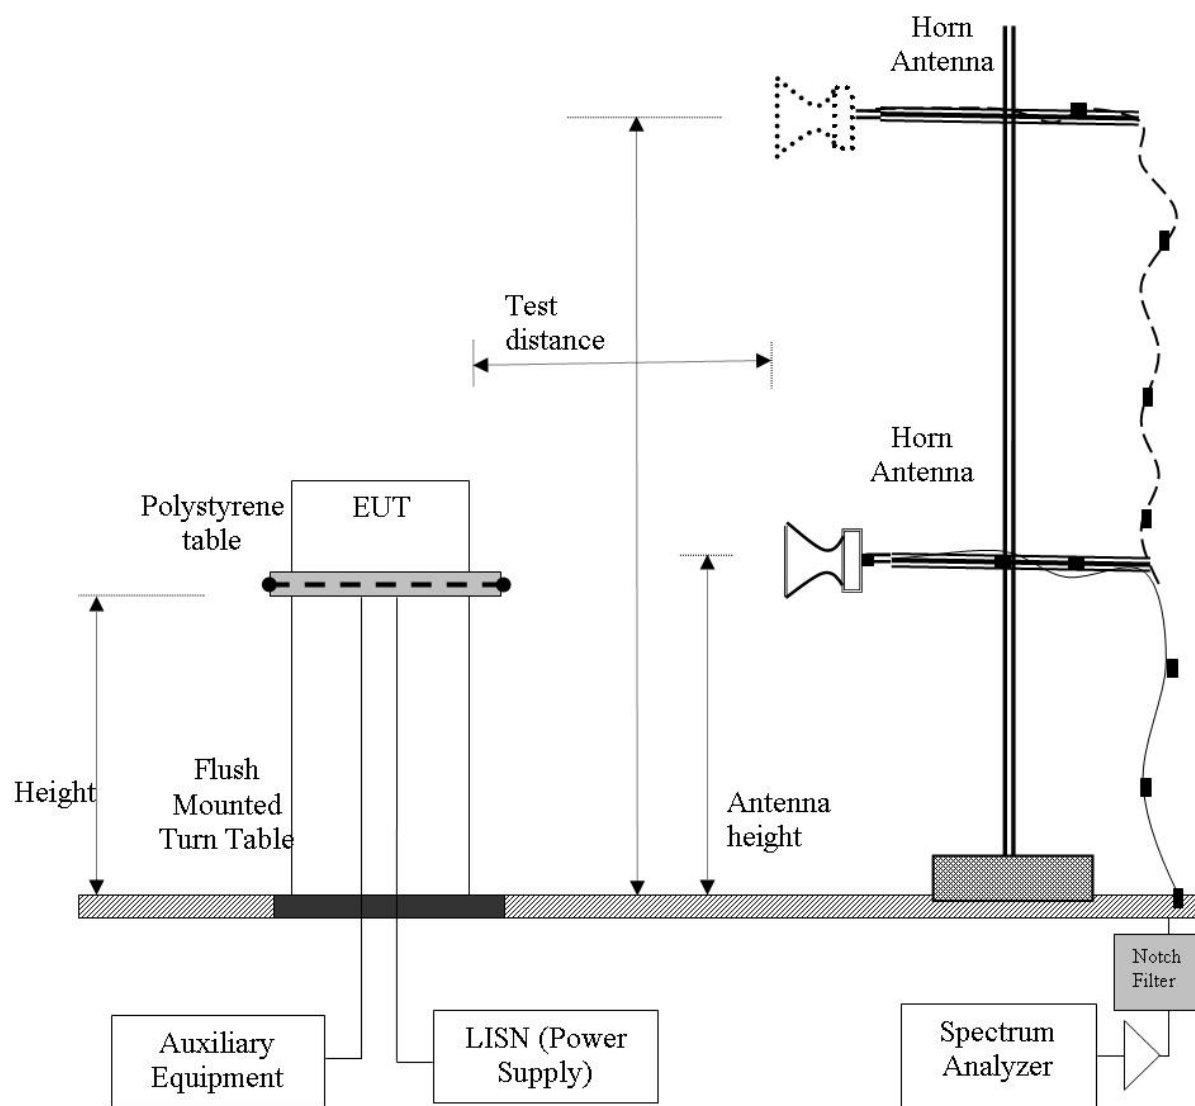 Horn
Antenna
Test
distance
Horn
Antenna
Polystyrene
table
EUT
Height
Flush
Mounted
Turn Table
Antenna
height
Notch
Filter
Auxiliary
Equipment
LISN (Power
Supply)
Spectrum
Analyzer